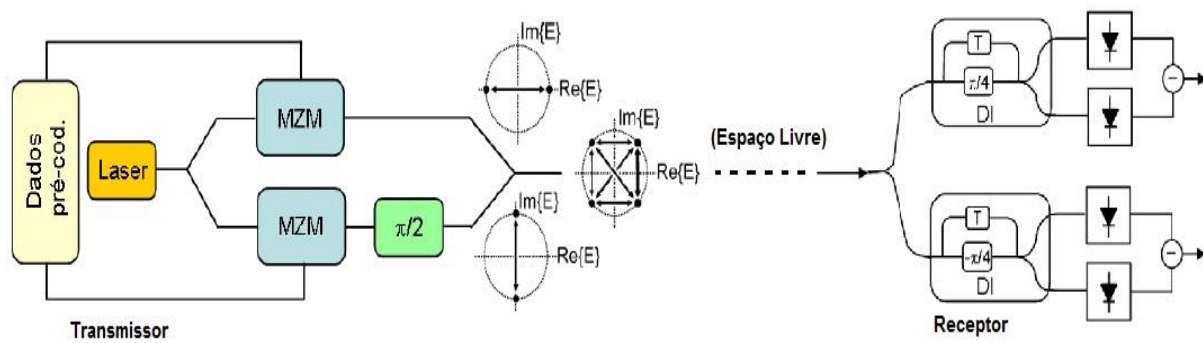 Dados pré-cod.
Laser
MZM
MZM
π/2
Im{E}
Re{E}
Im{E}
Re{E}
Im{E}
Re{E}
(Espaço Livre)
T
π/4
DI
−
T
-π/4
DI
−
Transmissor
Receptor